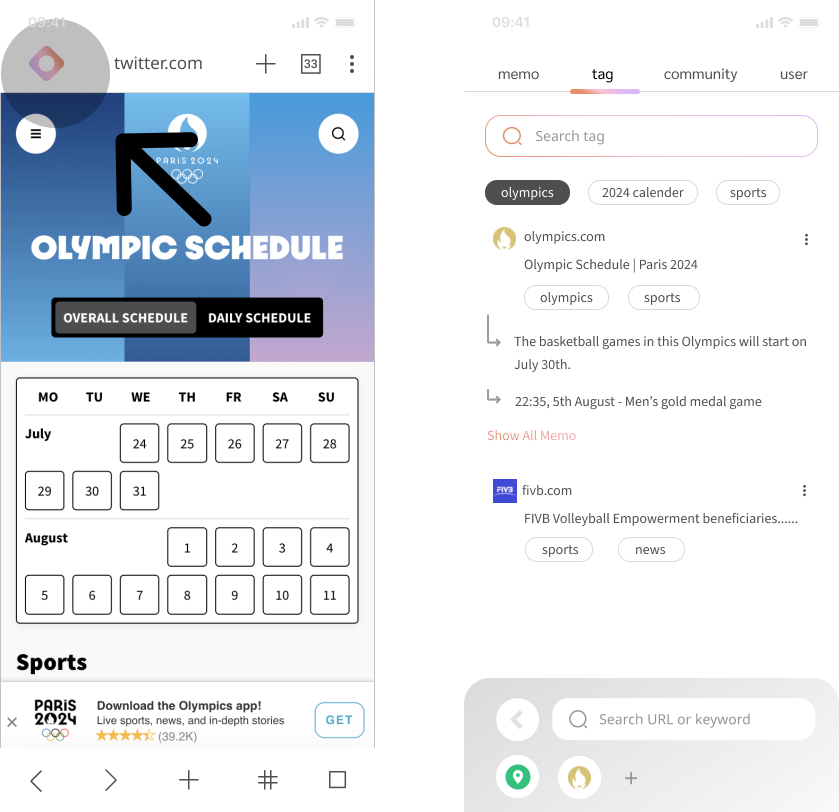 09:41
twitter.com
33
PARIS 2024
OLYMPIC SCHEDULE
OVERALL SCHEDULE DAILY SCHEDULE
MO TU WE TH FR SA SU
July
24 25 26 27 28
29 30 31
August
1 2 3 4
5 6 7 8 9 10 11
Sports
PARIS
2024
Download the Olympics app!
Live sports, news, and in-depth stories
(39.2K)
GET
09:41
memo tag community user
Search tag
olympics 2024 calender sports
olympics.com
Olympic Schedule | Paris 2024
olympics sports
The basketball games in this Olympics will start on
July 30th.
22:35, 5th August - Men’s gold medal game
Show All Memo
FIVB
fivb.com
FIVB Volleyball Empowerment beneficiaries......
sports news
Search URL or keyword